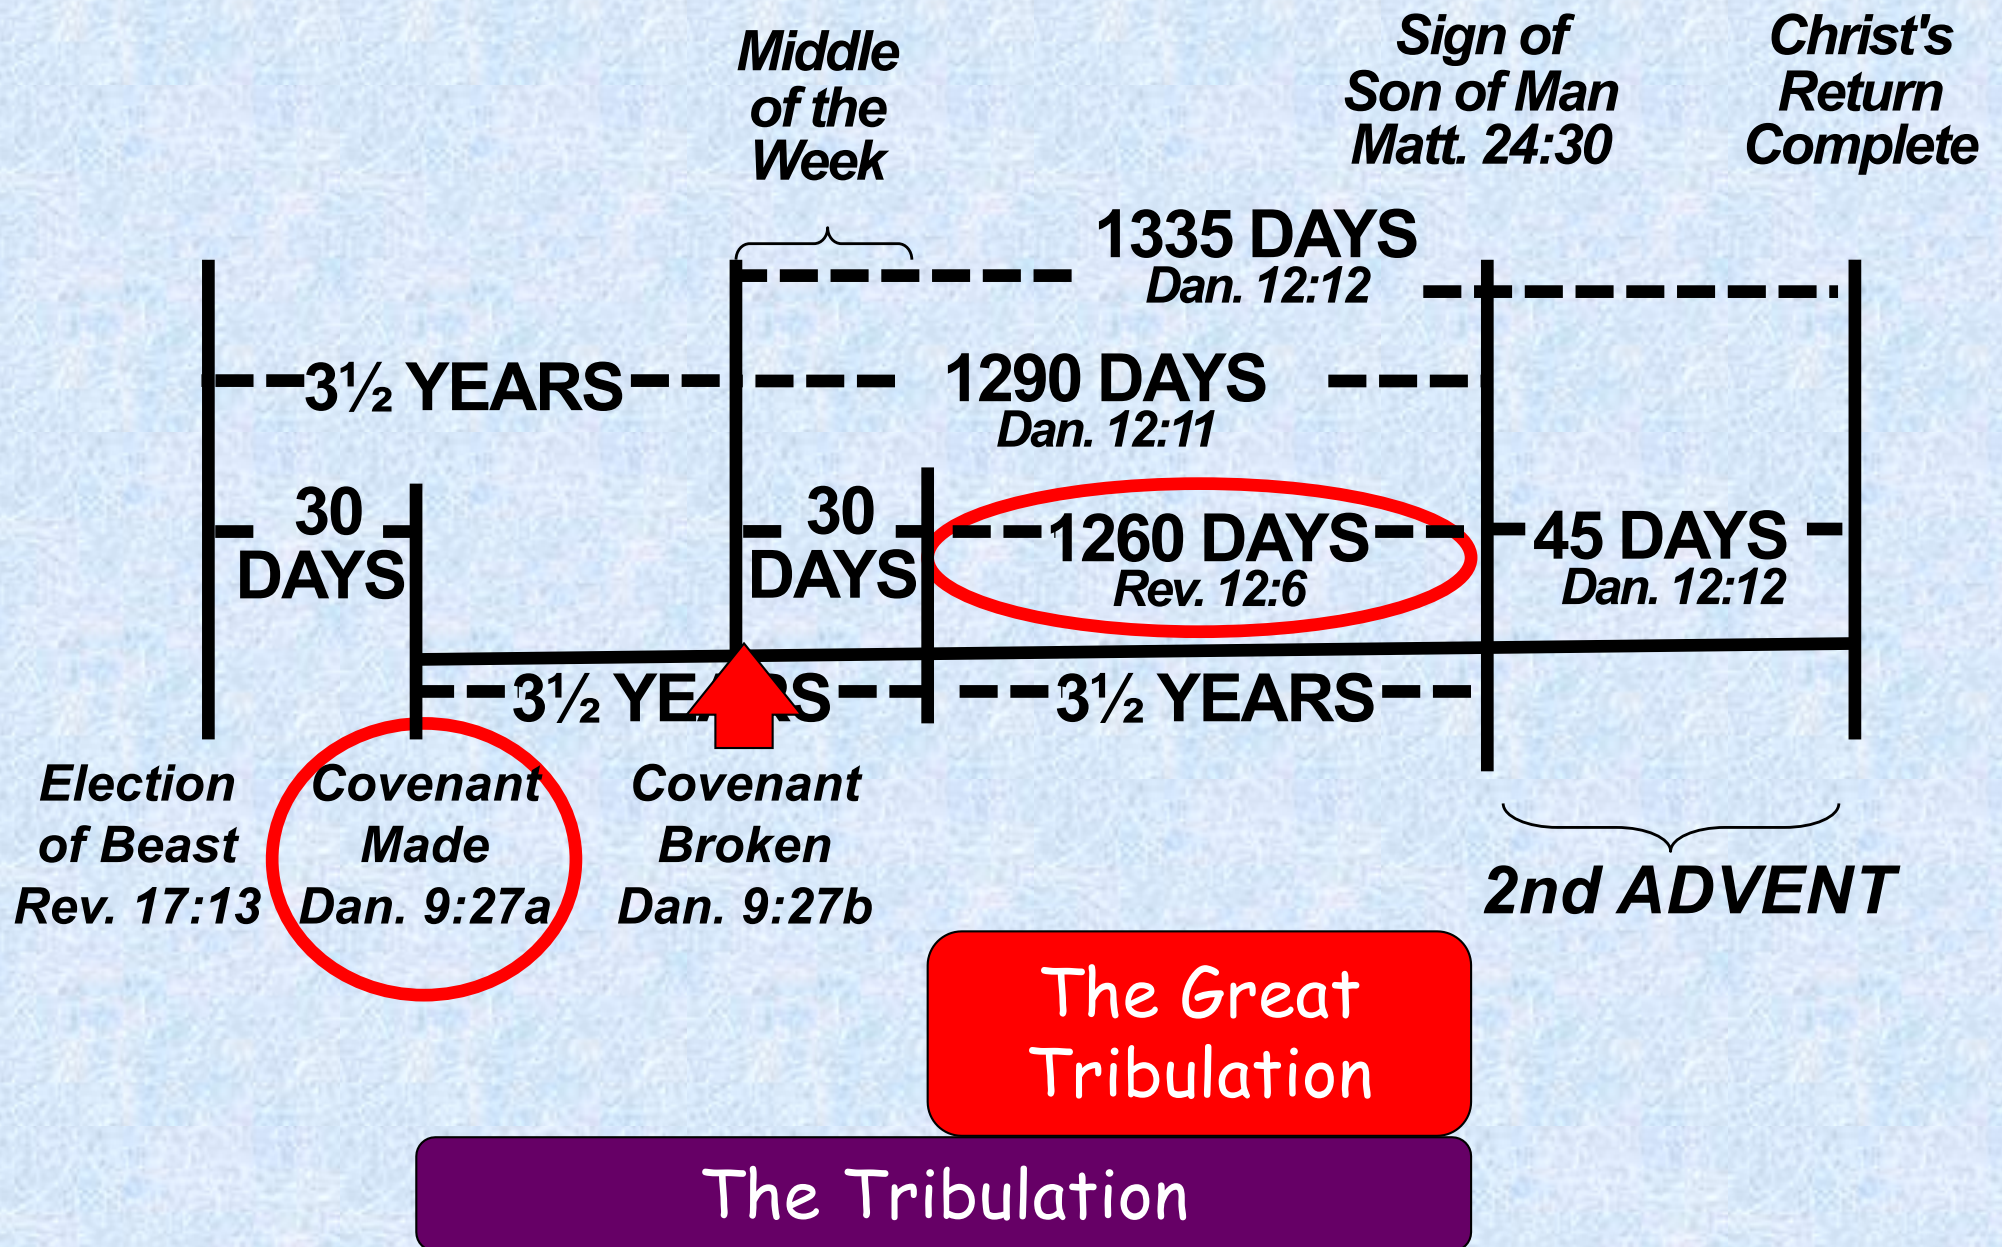 Middle
of the
Week
Sign of
Son of Man
Matt. 24:30
Christ's
Return
Complete
1335 DAYS
Dan. 12:12
3½ YEARS
1290 DAYS
Dan. 12:11
30
DAYS
30
DAYS
1260 DAYS
Rev. 12:6
45 DAYS
Dan. 12:12
3½ YEARS
3½ YEARS
Election
of Beast
Rev. 17:13
Covenant
Made
Dan. 9:27a
Covenant
Broken
Dan. 9:27b
2nd ADVENT
The Great
Tribulation
The Tribulation